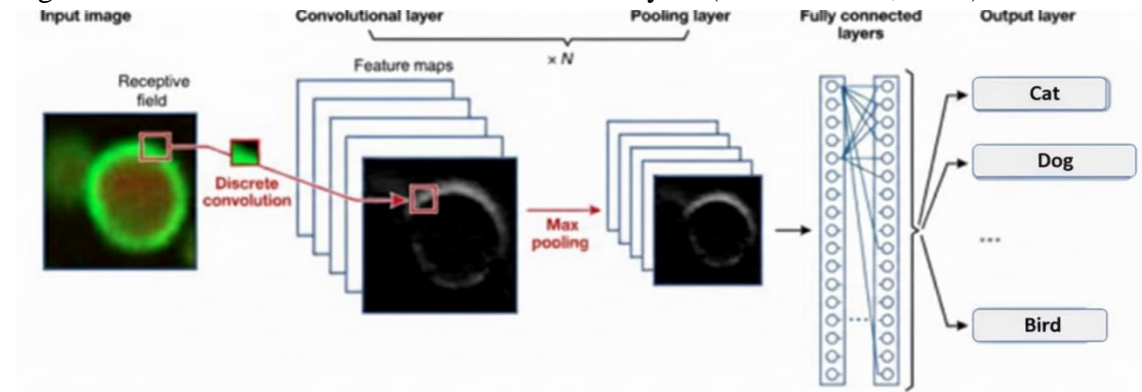 Input image
Convolutional layer
Pooling layer
Fully connected
layers
Output layer
× N
Feature maps
Receptive
field
Discrete
convolution
Max
pooling
Cat
Dog
...
Bird